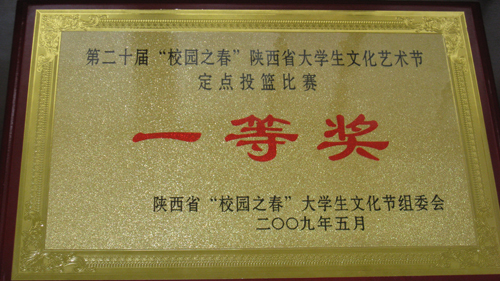 第二十届“校园之春”陕西省大学生文化艺术节
定点投篮比赛
一等奖
陕西省“校园之春”大学生文化节组委会
二〇〇九年五月